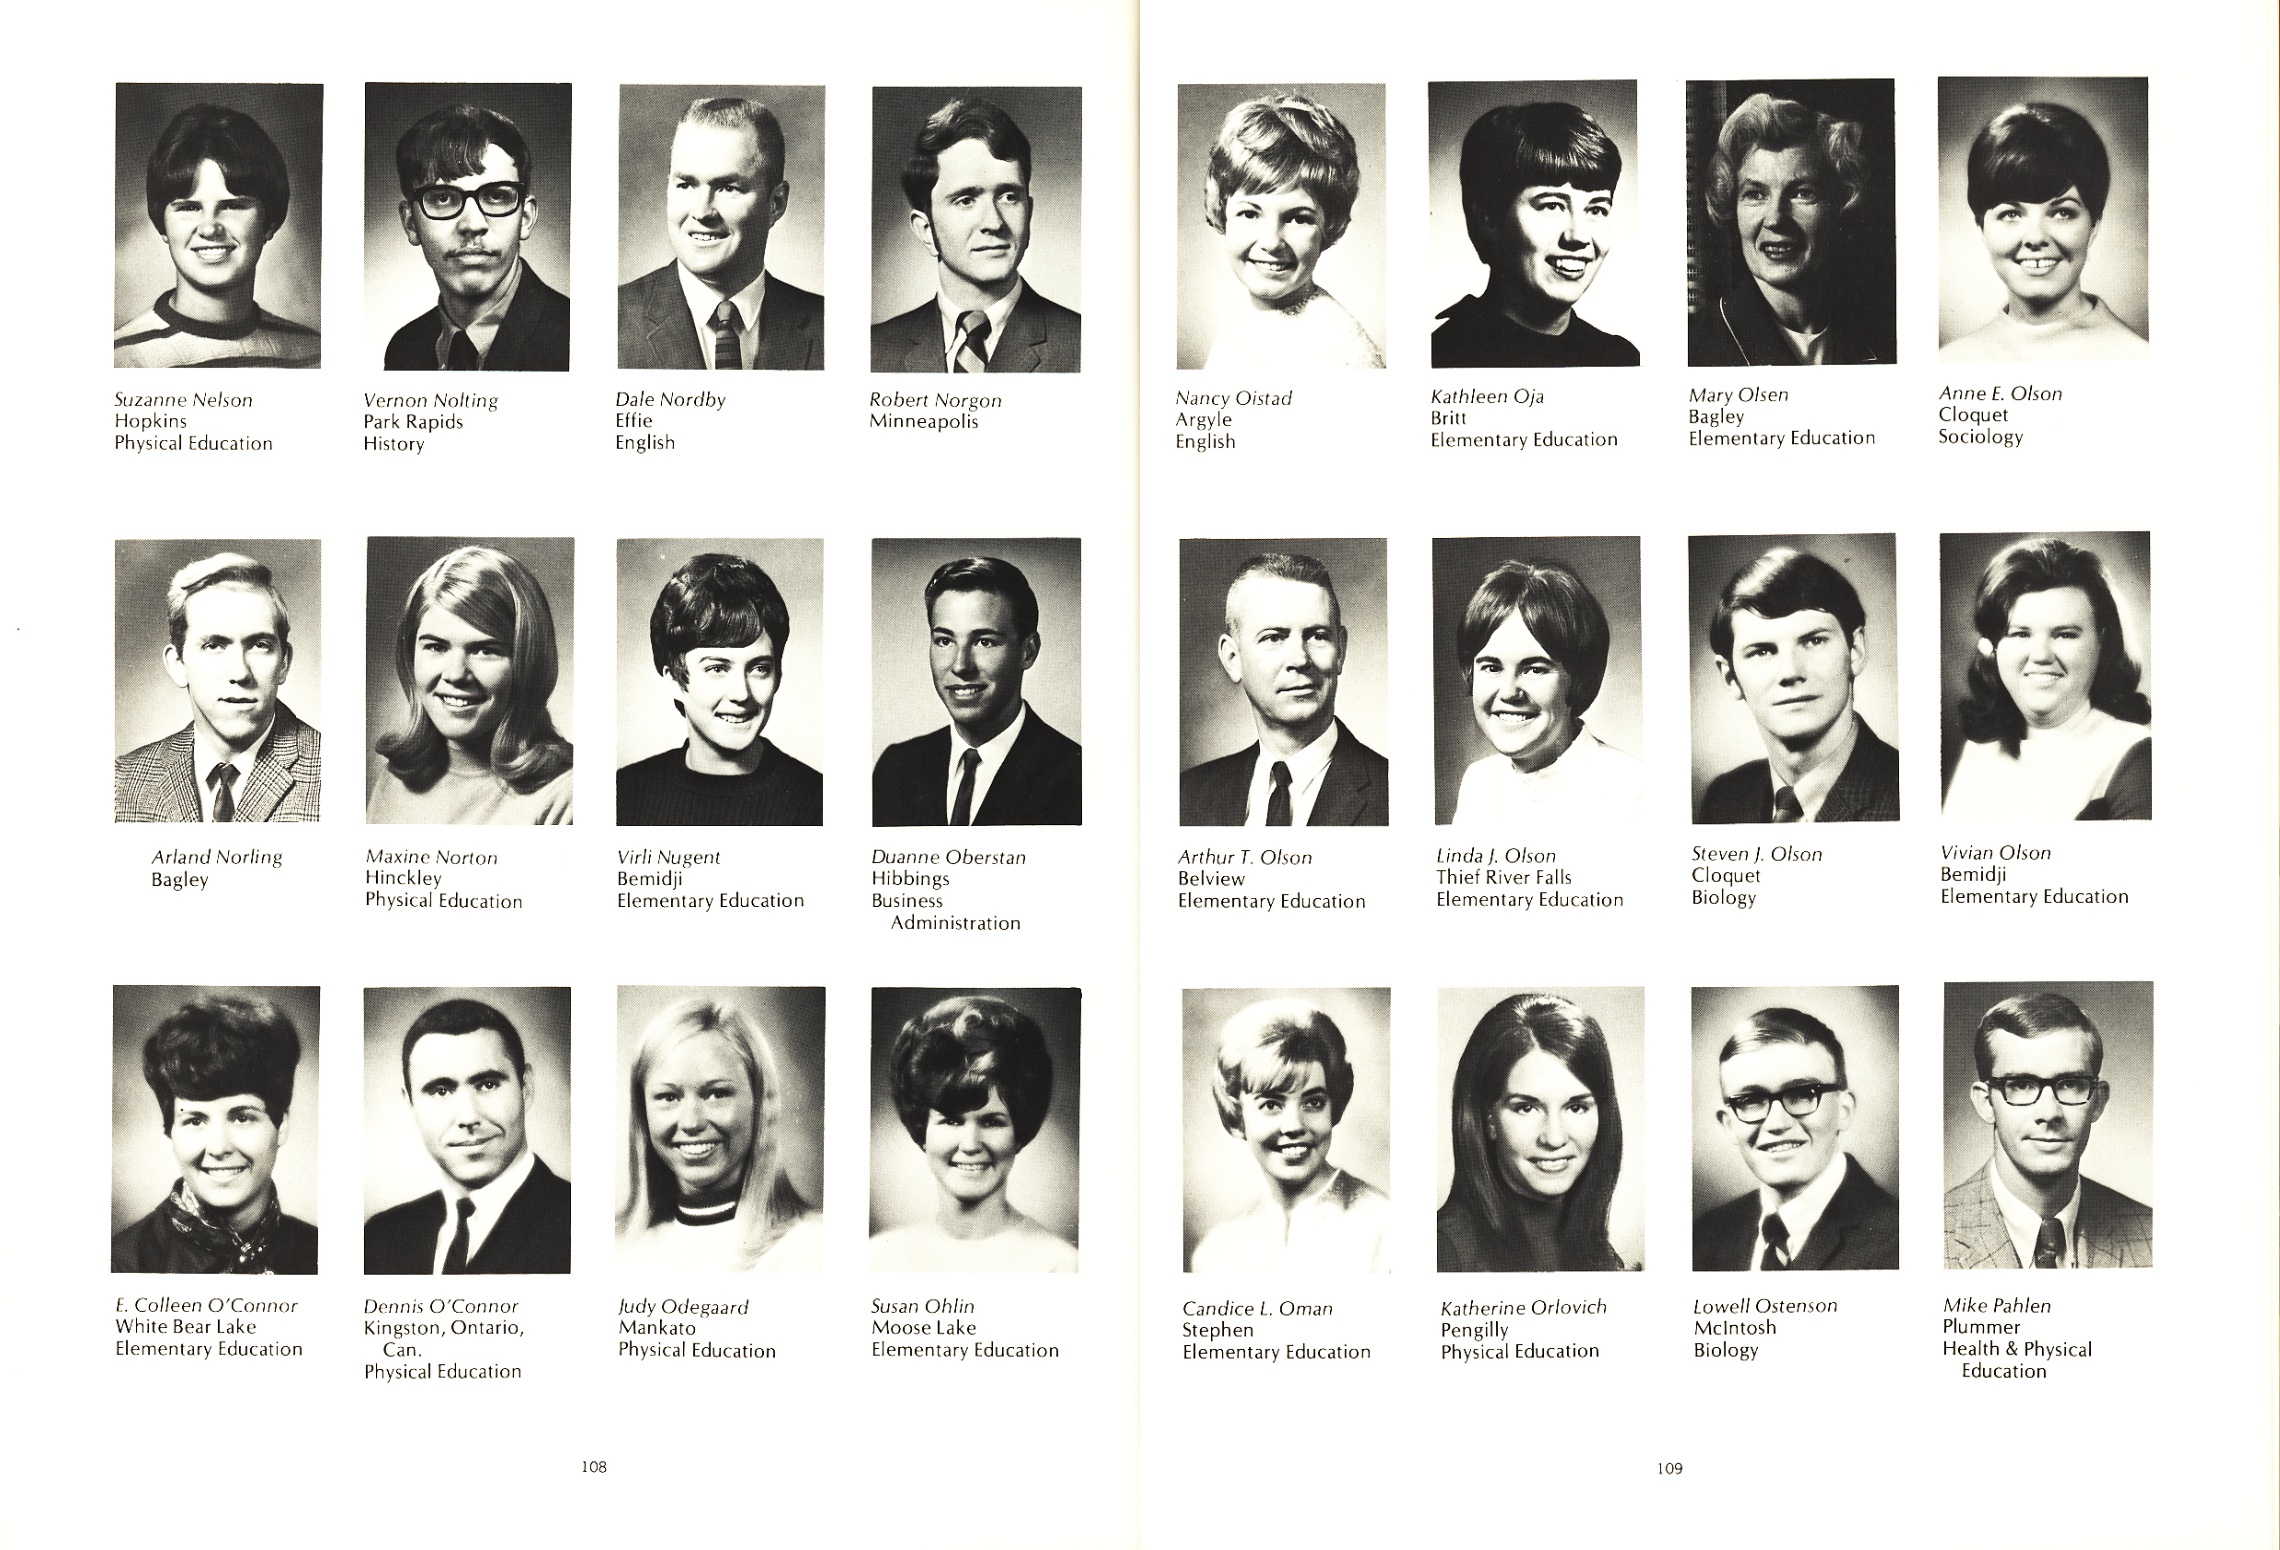 Suzanne Nelson
Hopkins
Physical Education
Vernon Nolting
Park Rapids
History
Dale Nordby
Effie
English
Robert Norgon
Minneapolis
Arland Norling
Bagley
Maxine Norton
Hinckley
Physical Education
Virli Nugent
Bemidji
Elementary Education
Duanne Oberstan
Hibbings
Business
Administration
E. Colleen O'Connor
White Bear Lake
Elementary Education
Dennis O'Connor
Kingston, Ontario,
Can.
Physical Education
Judy Odegaard
Mankato
Physical Education
Susan Ohlin
Moose Lake
Elementary Education
108
Nancy Oistad
Argyle
English
Kathleen Oja
Britt
Elementary Education
Mary Olsen
Bagley
Elementary Education
Anne E. Olson
Cloquet
Sociology
Arthur T. Olson
Belview
Elementary Education
Linda J. Olson
Thief River Falls
Elementary Education
Steven J. Olson
Cloquet
Biology
Vivian Olson
Bemidji
Elementary Education
Candice L. Oman
Stephen
Elementary Education
Katherine Orlovich
Pengilly
Physical Education
Lowell Ostenson
McIntosh
Biology
Mike Pahlen
Plummer
Health & Physical
Education
109